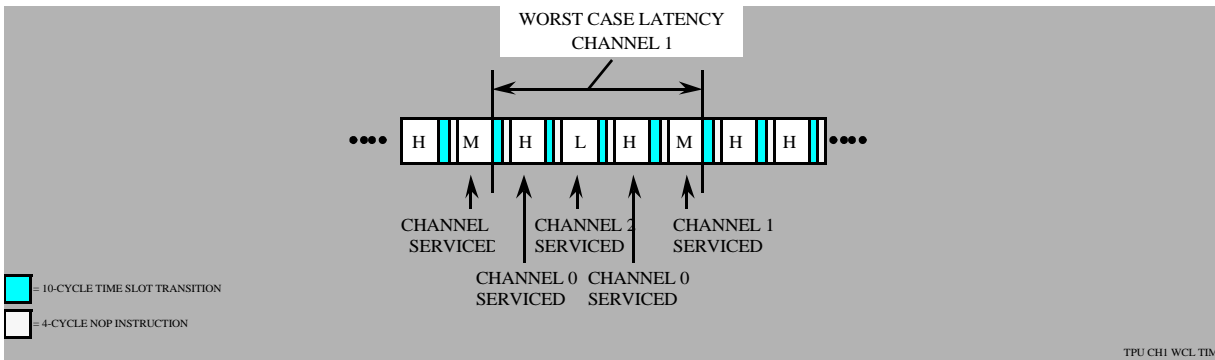 WORST CASE LATENCY
CHANNEL 1
H M H L H M H H
CHANNEL
SERVICED
CHANNEL 2
SERVICED
CHANNEL 1
SERVICED
CHANNEL 0
SERVICED
CHANNEL 0
SERVICED
= 10-CYCLE TIME SLOT TRANSITION
= 4-CYCLE NOP INSTRUCTION
TPU CH1 WCL TIM